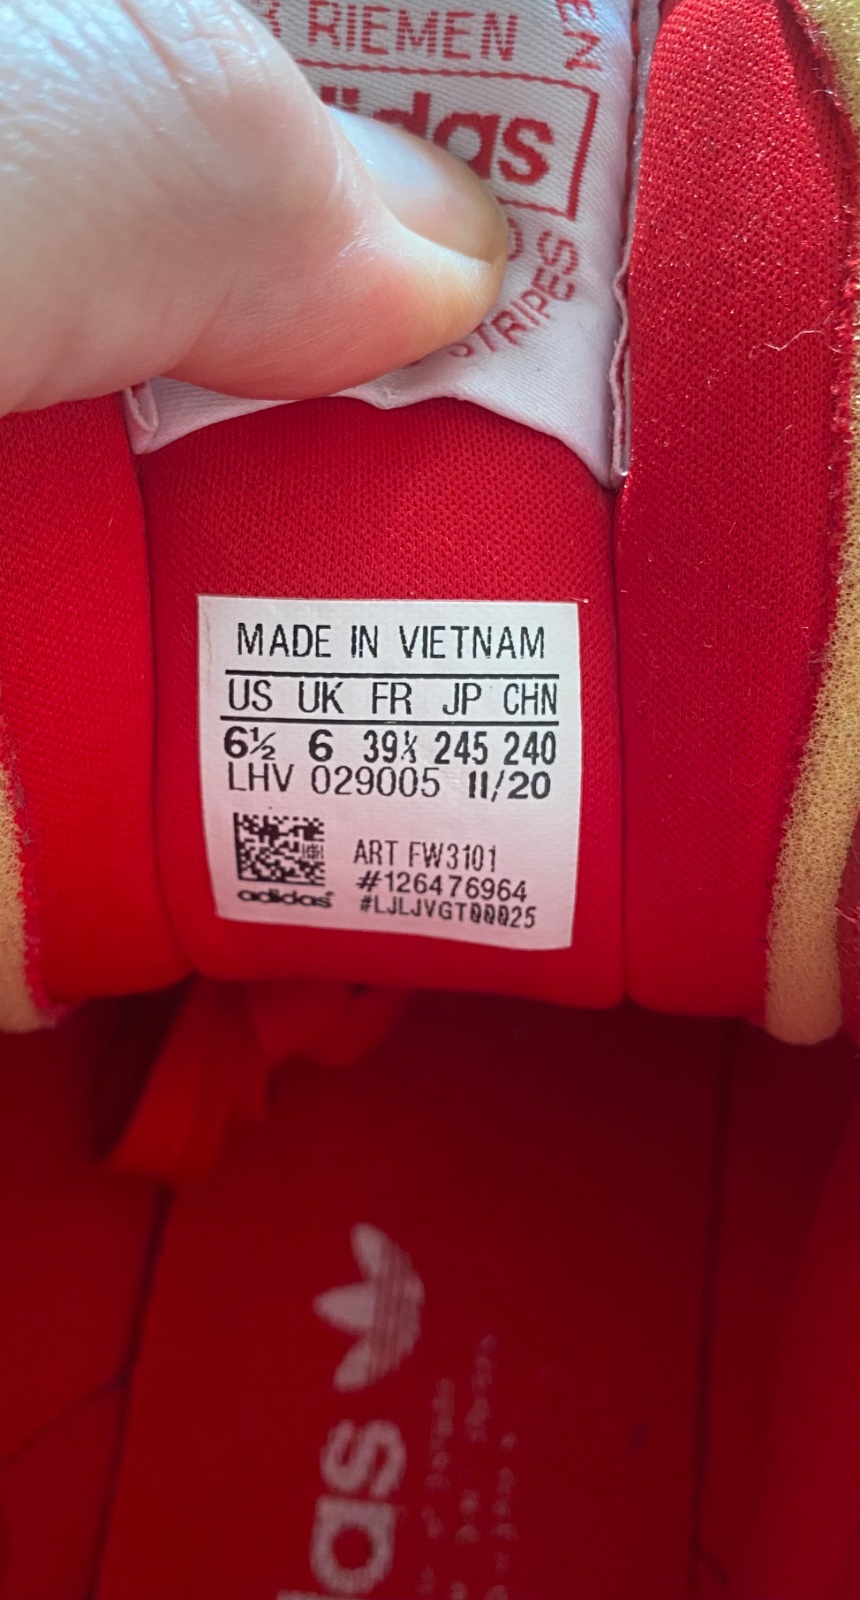 RIEMEN
adidas
STRIPES
MADE IN VIETNAM
US UK FR JP CHN
6½ 6 39⅓ 245 240
LHV 029005 11/20
ART FW3101
#126476964
adidas
#LJLJVGT00025